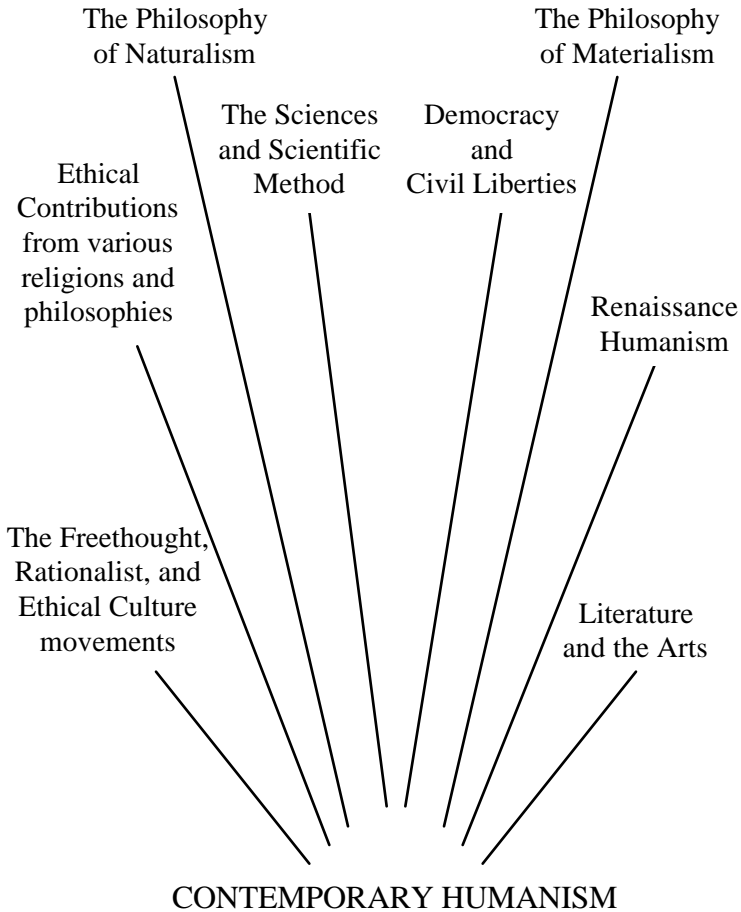 The Philosophy
of Naturalism
The Philosophy
of Materialism
The Sciences
and Scientific
Method
Democracy
and
Civil Liberties
Ethical
Contributions
from various
religions and
philosophies
Renaissance
Humanism
The Freethought,
Rationalist, and
Ethical Culture
movements
Literature
and the Arts
CONTEMPORARY HUMANISM